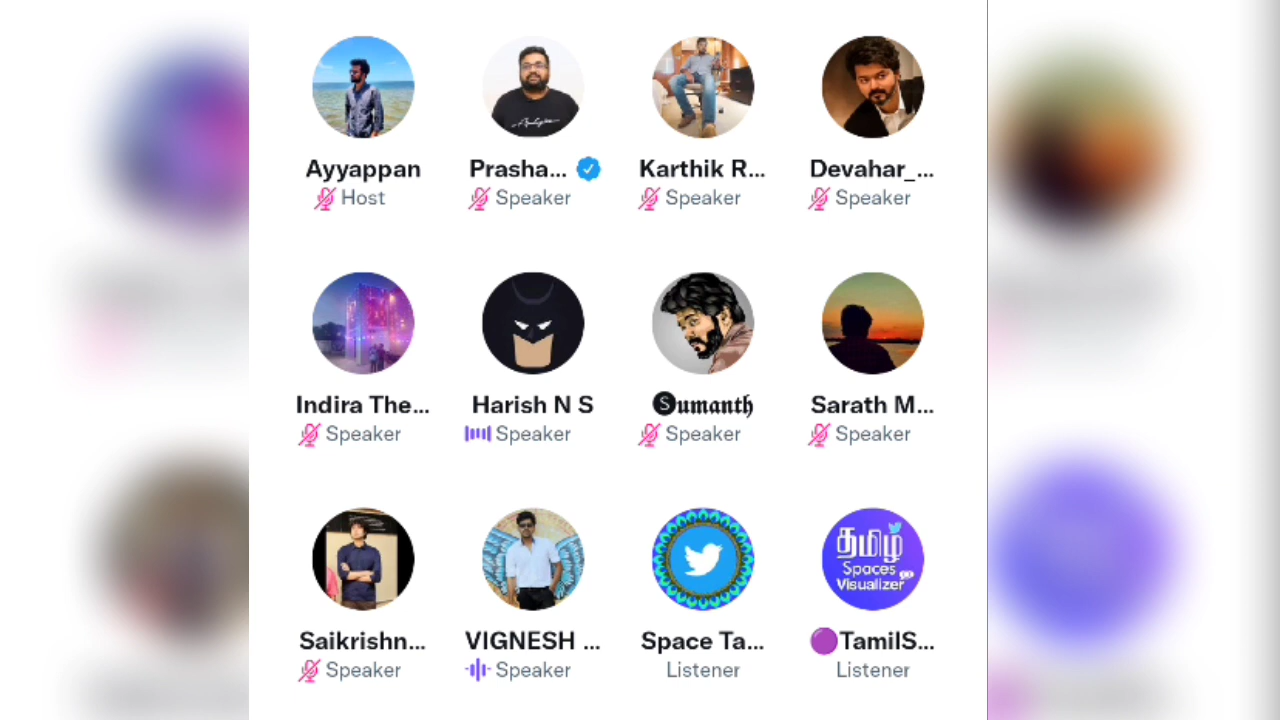 Ayyappan
Host
Prasha...
Speaker
Karthik R...
Speaker
Devahar_...
Speaker
Indira The...
Speaker
Harish N S
Speaker
🅢𝖚𝖒𝖆𝖓𝖙𝖍
Speaker
Sarath M...
Speaker
Saikrishn...
Speaker
VIGNESH ...
Speaker
Space Ta...
Listener
தமிழ்
Spaces
Visualizer
🟣TamilS...
Listener